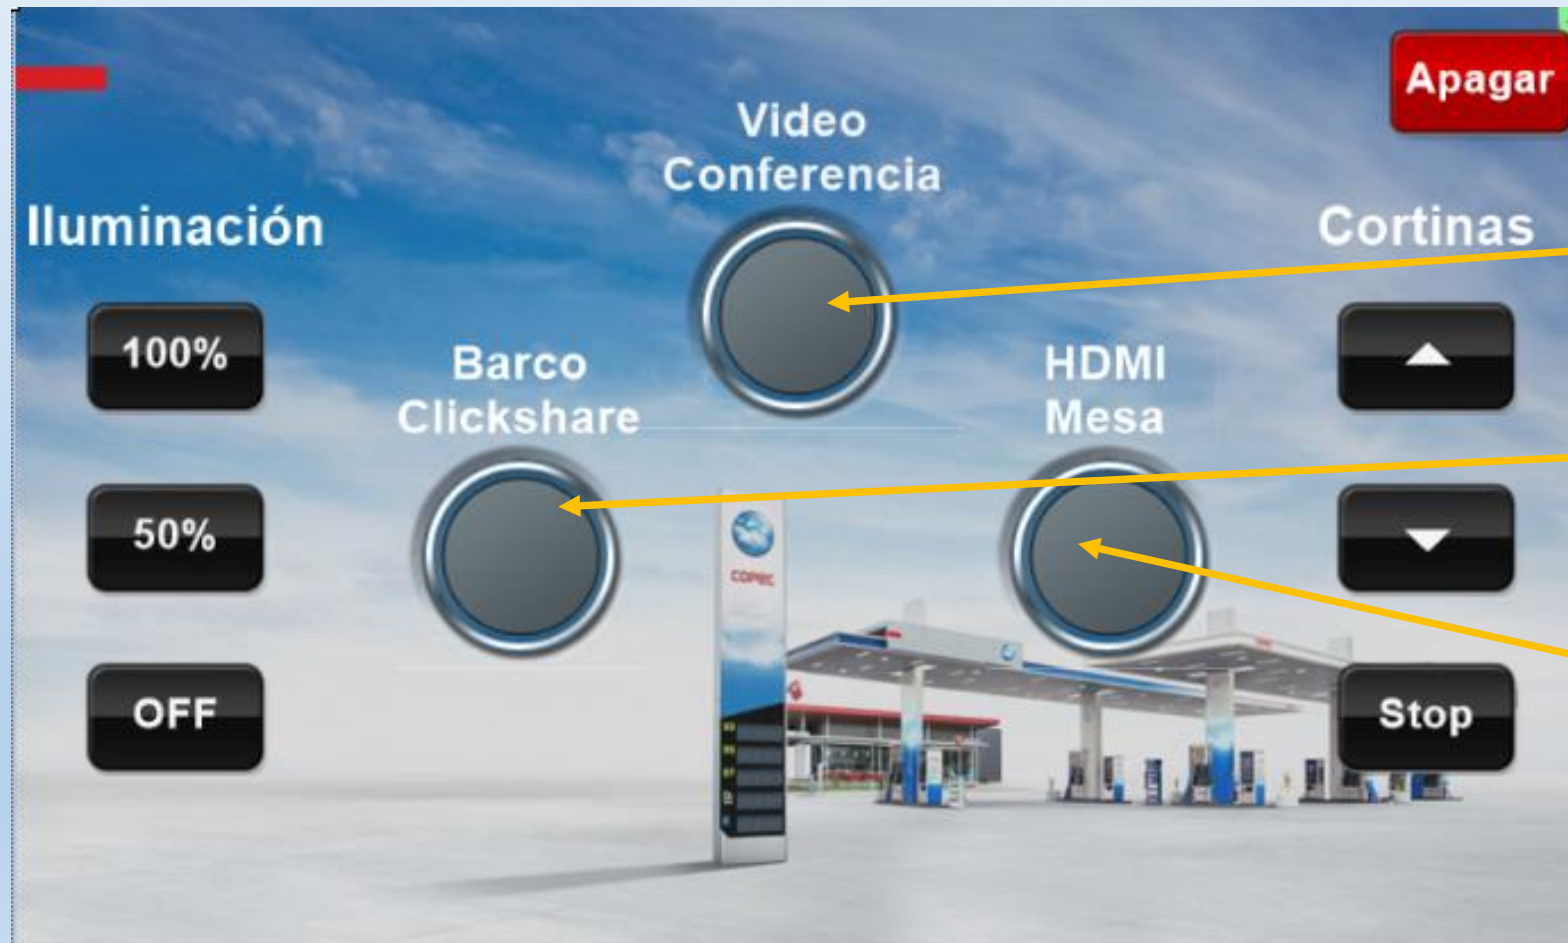 Apagar
Video
Conferencia
Iluminación
Cortinas
100%
Barco
Clickshare
HDMI
Mesa
50%
COPEC
OFF
Stop